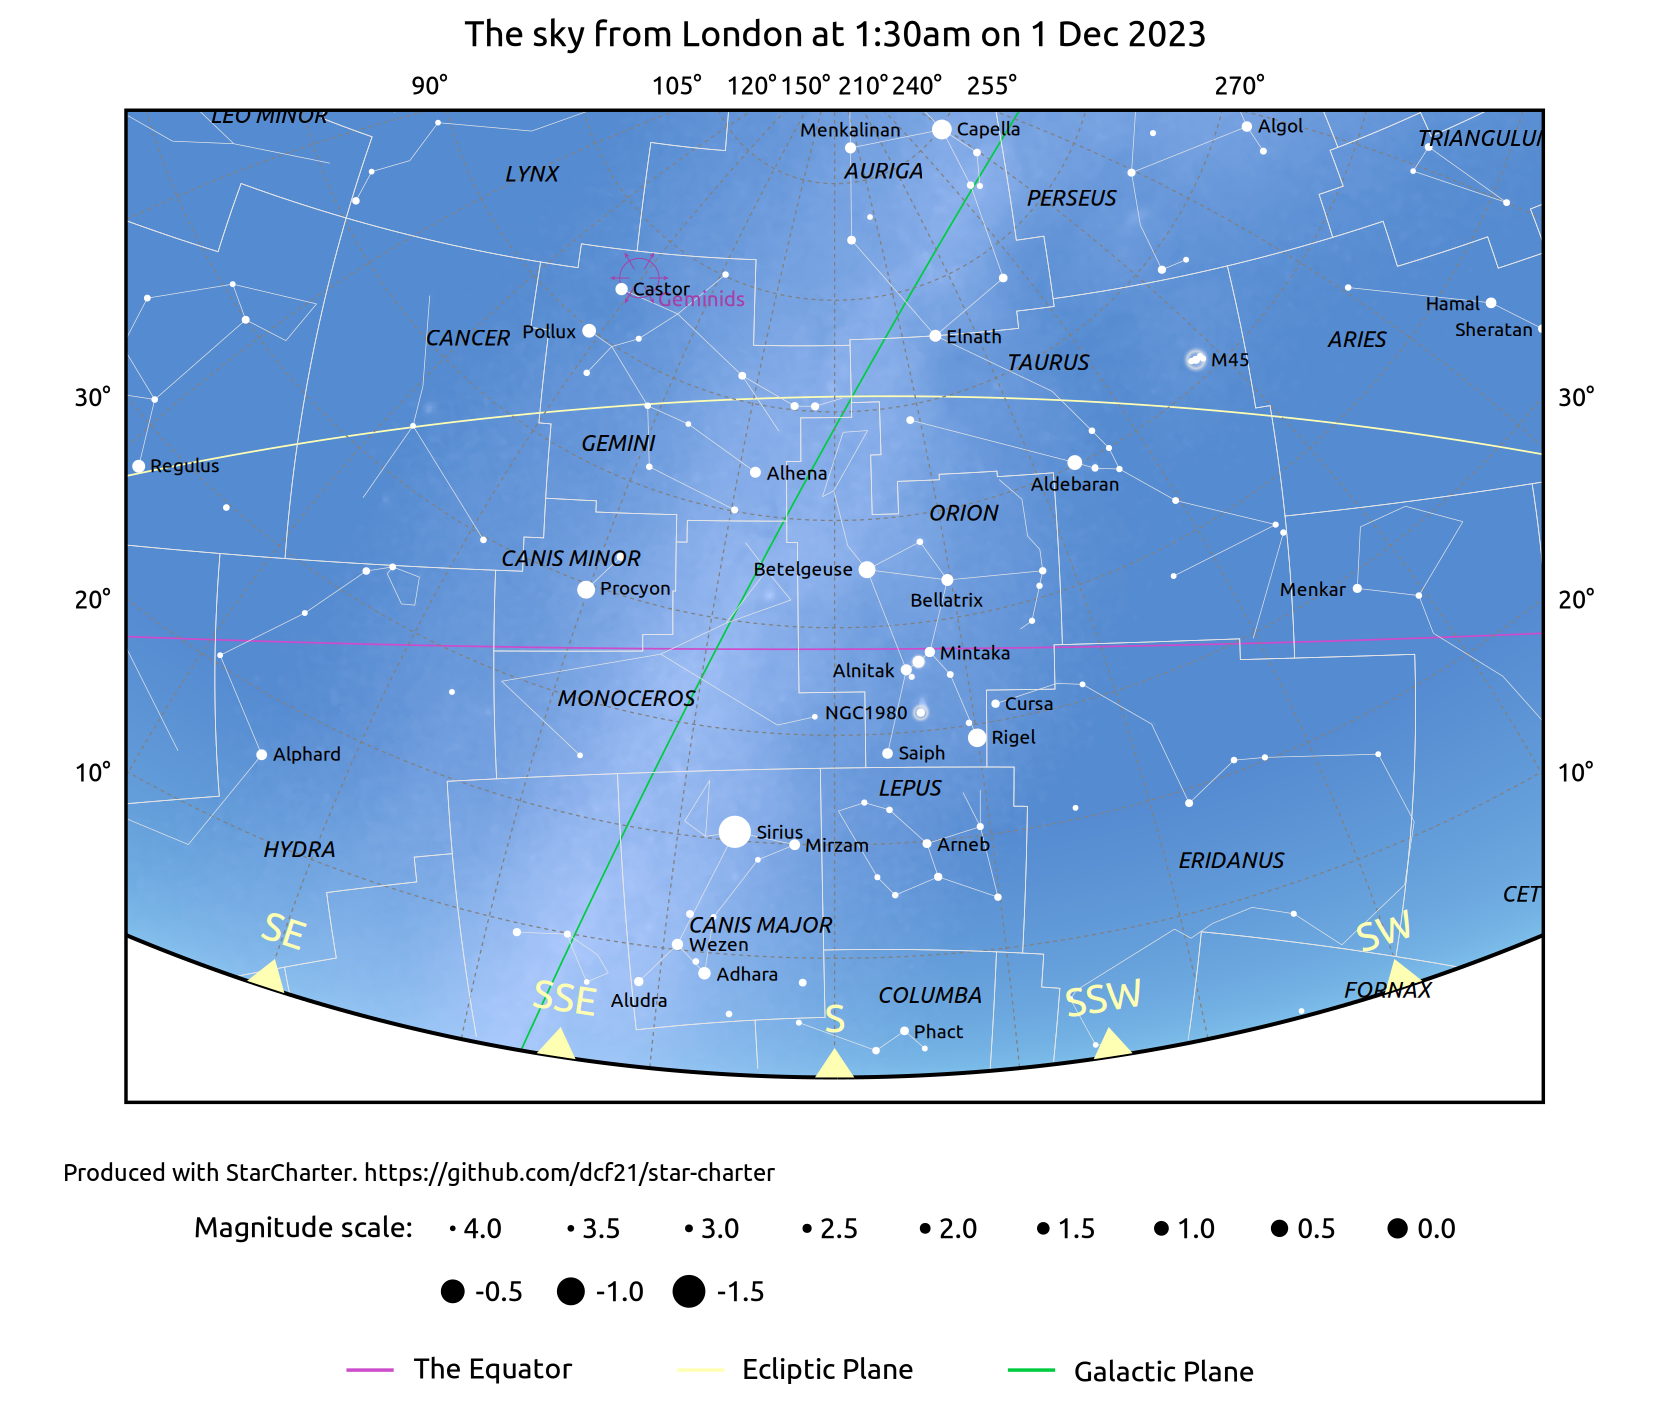 The sky from London at 1:30am on 1 Dec 2023
90° 105° 120° 150° 210° 240° 255° 270°
LEO MINOR
Menkalinan Capella Algol
TRIANGULU
LYNX AURIGA
PERSEUS
Castor
Geminids
Hamal
Pollux Sheratan
CANCER Elnath ARIES
TAURUS M45
30° 30°
GEMINI
Regulus Alhena
Aldebaran
ORION
CANIS MINOR
Betelgeuse
Procyon Menkar
20° Bellatrix 20°
Mintaka
Alnitak
MONOCEROS Cursa
NGC1980
Rigel
Alphard Saiph
10° 10°
LEPUS
Sirius
Mirzam Arneb
HYDRA ERIDANUS
CET
SE CANIS MAJOR SW
Wezen
Adhara
SSE Aludra COLUMBA SSW FORNAX
S Phact
Produced with StarCharter. https://github.com/dcf21/star-charter
Magnitude scale: 4.0 3.5 3.0 2.5 2.0 1.5 1.0 0.5 0.0
-0.5 -1.0 -1.5
The Equator Ecliptic Plane Galactic Plane